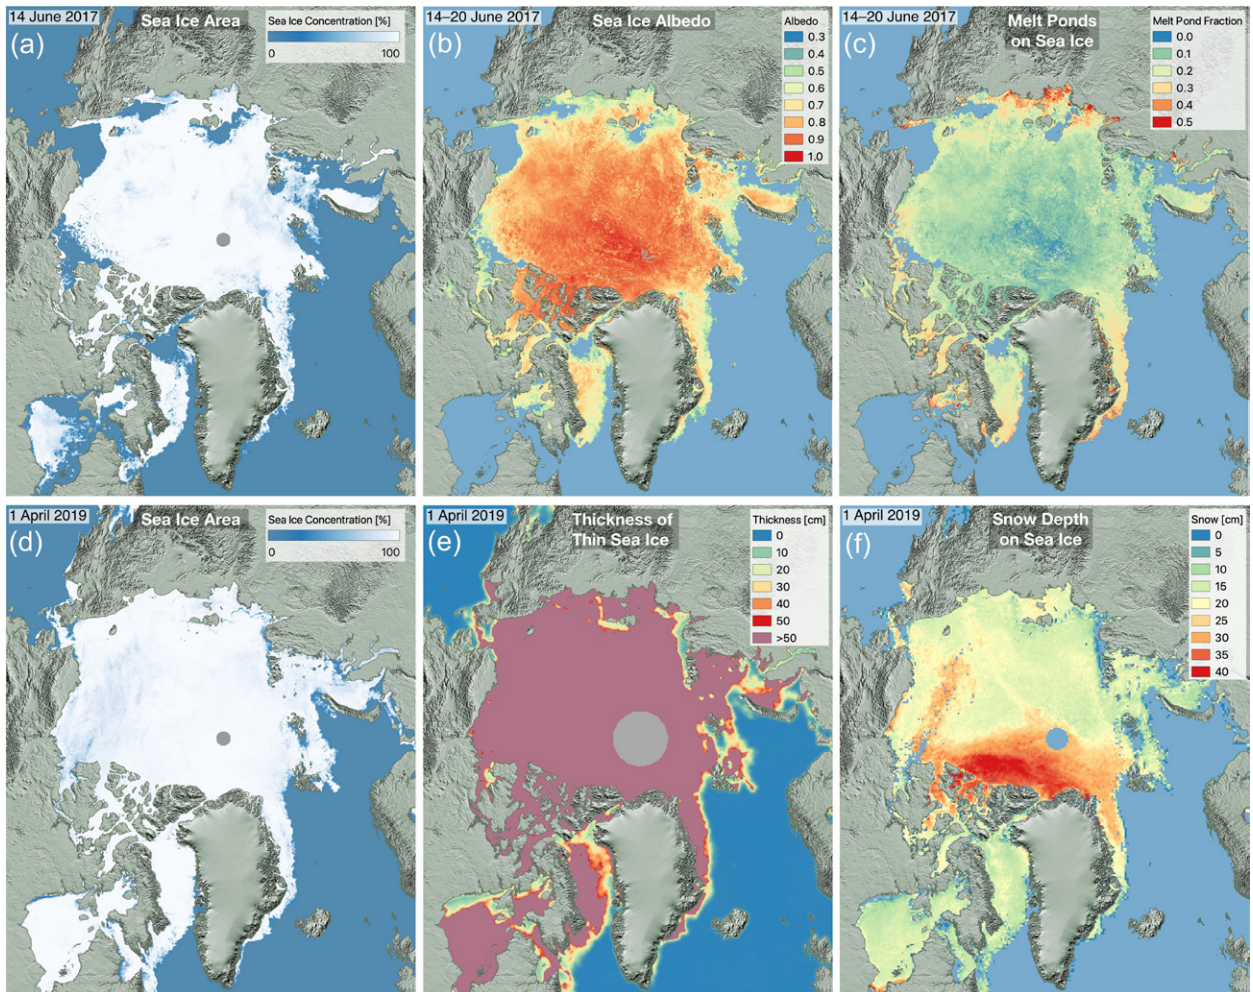 14 June 2017
Sea Ice Area
Sea Ice Concentration [%]
0 100
(a)
14–20 June 2017
Sea Ice Albedo
Albedo
0.3
0.4
0.5
0.6
0.7
0.8
0.9
1.0
(b)
14–20 June 2017
Melt Ponds
on Sea Ice
Melt Pond Fraction
0.0
0.1
0.2
0.3
0.4
0.5
(c)
1 April 2019
Sea Ice Area
Sea Ice Concentration [%]
0 100
(d)
1 April 2019
Thickness of
Thin Sea Ice
Thickness [cm]
0
10
20
30
40
50
>50
(e)
1 April 2019
Snow Depth
on Sea Ice
Snow [cm]
0
5
10
15
20
25
30
35
40
(f)